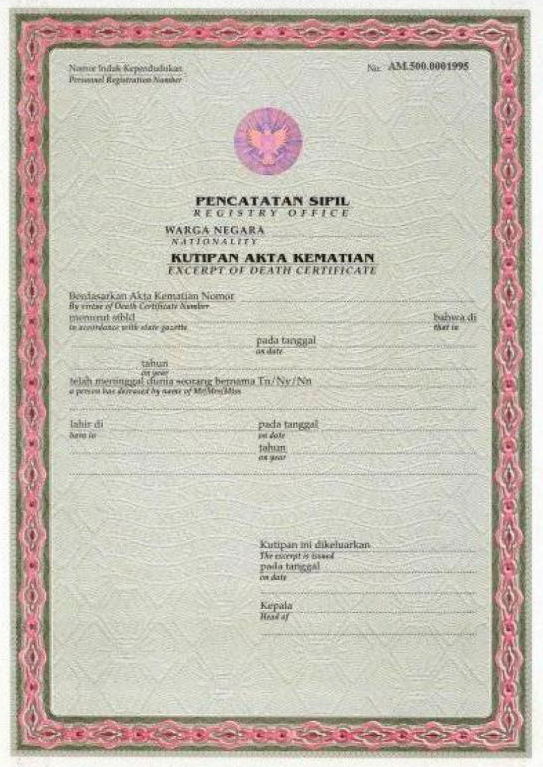 Nomor Induk Kependudukan No. AM.500.0001995
Personnel Registration Number
PENCATATAN SIPIL
REGISTRY OFFICE
WARGA NEGARA
NATIONALITY
KUTIPAN AKTA KEMATIAN
EXCERPT OF DEATH CERTIFICATE
Berdasarkan Akta Kematian Nomor
By virtue of Death Certificate Number
menurut stbld bahwa di
in accordance with state gazette that in
pada tanggal
on date
tahun
on year
telah meninggal dunia seorang bernama Tn/Ny/Nn
a person has deceased by name of Mr/Mrs/Miss
lahir di pada tanggal
born in on date
tahun
on year
Kutipan ini dikeluarkan
The excerpt is issued
pada tanggal
on date
Kepala
Head of